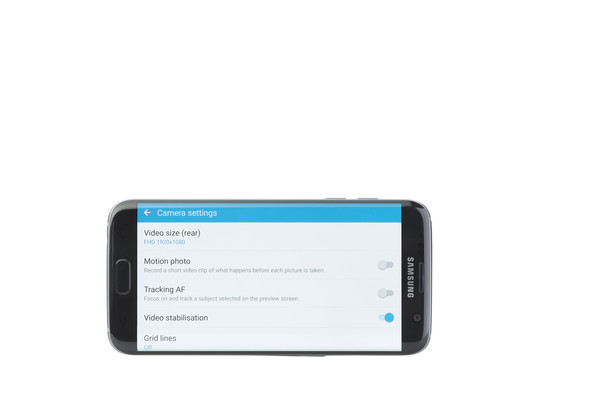 Camera settings
Video size (rear)
FHD 1920x1080
Motion photo
Record a short video clip of what happens before each picture is taken.
Tracking AF
Focus on and track a subject selected on the preview screen.
Video stabilisation
Grid lines
Off
SAMSUNG